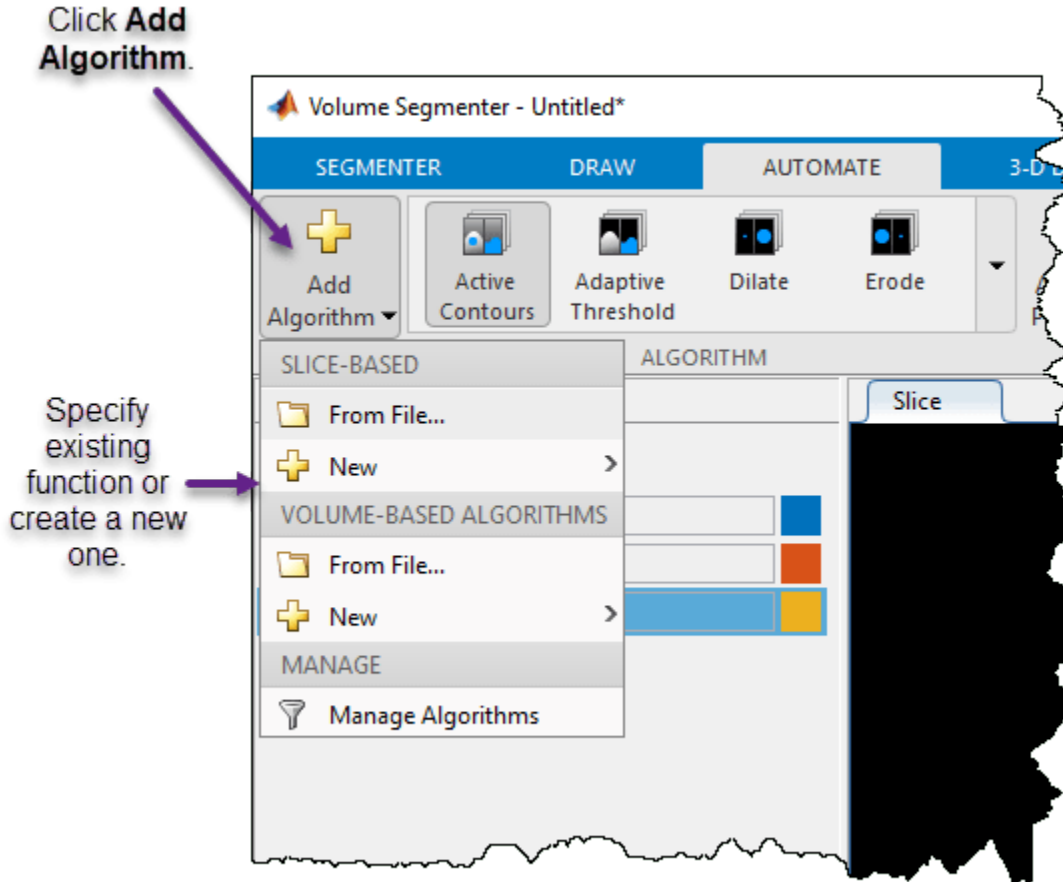 Click Add
Algorithm.
Volume Segmenter - Untitled*
SEGMENTER DRAW AUTOMATE 3-D
Add
Algorithm
Active
Contours
Adaptive
Threshold
Dilate
Erode
ALGORITHM
SLICE-BASED
From File...
New
VOLUME-BASED ALGORITHMS
From File...
New
MANAGE
Manage Algorithms
Slice
Specify
existing
function or
create a new
one.